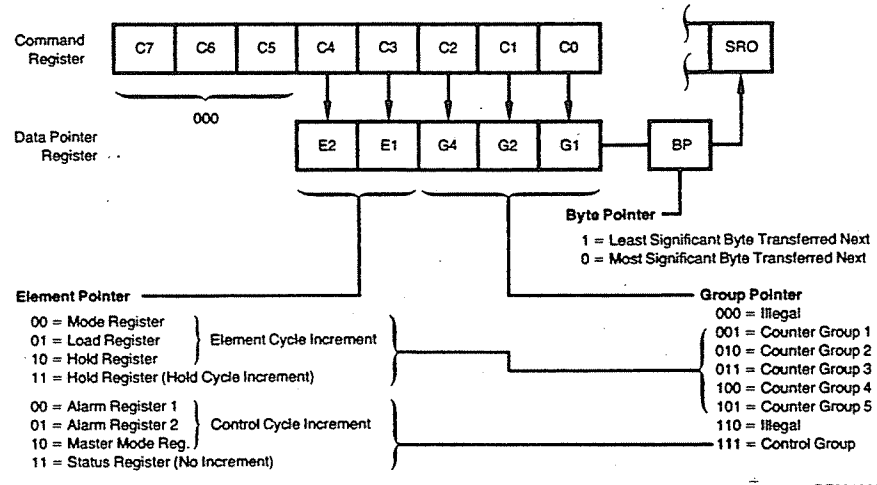 Command Register
C7 C6 C5 C4 C3 C2 C1 C0
SRO
000
Data Pointer Register
E2 E1 G4 G2 G1
BP
Byte Pointer
1 = Least Significant Byte Transferred Next
0 = Most Significant Byte Transferred Next
Element Pointer
00 = Mode Register
01 = Load Register
10 = Hold Register
Element Cycle Increment
11 = Hold Register (Hold Cycle Increment)
00 = Alarm Register 1
01 = Alarm Register 2
10 = Master Mode Reg.
Control Cycle Increment
11 = Status Register (No Increment)
Group Pointer
000 = Illegal
001 = Counter Group 1
010 = Counter Group 2
011 = Counter Group 3
100 = Counter Group 4
101 = Counter Group 5
110 = Illegal
111 = Control Group